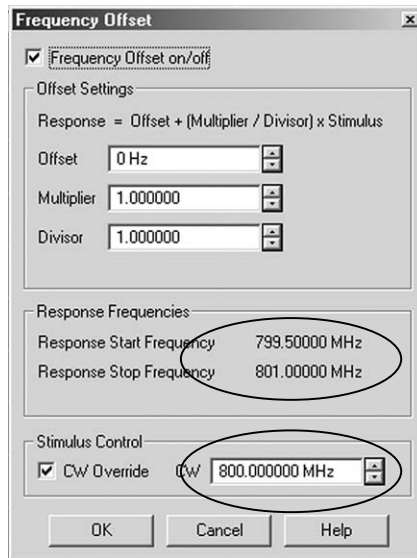 Frequency Offset
Frequency Offset on/off
Offset Settings
Response = Offset + (Multiplier / Divisor) x Stimulus
Offset 0 Hz
Multiplier 1.000000
Divisor 1.000000
Response Frequencies
Response Start Frequency 799.50000 MHz
Response Stop Frequency 801.00000 MHz
Stimulus Control
CW Override CW 800.000000 MHz
OK Cancel Help